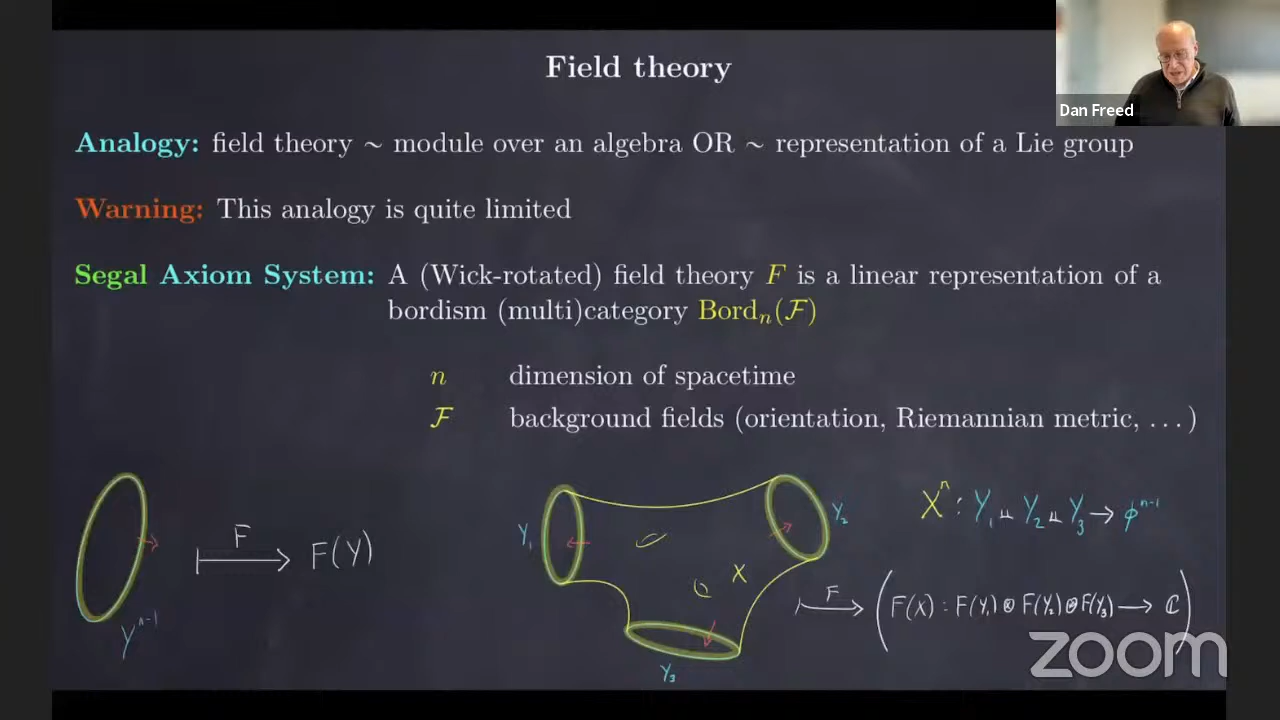 Field theory
Dan Freed
Analogy: field theory ~ module over an algebra OR ~ representation of a Lie group
Warning: This analogy is quite limited
Segal Axiom System: A (Wick-rotated) field theory F is a linear representation of a
bordism (multi)category Bordₙ(ℱ)
n dimension of spacetime
ℱ background fields (orientation, Riemannian metric, …)
Yⁿ⁻¹
F
F(Y)
Y₁
Y₂
Y₃
X
Xⁿ : Y₁ ⨿ Y₂ ⨿ Y₃ → ϕⁿ⁻¹
F
(F(X) : F(Y₁) ⊗ F(Y₂) ⊗ F(Y₃) → ℂ)
zoom